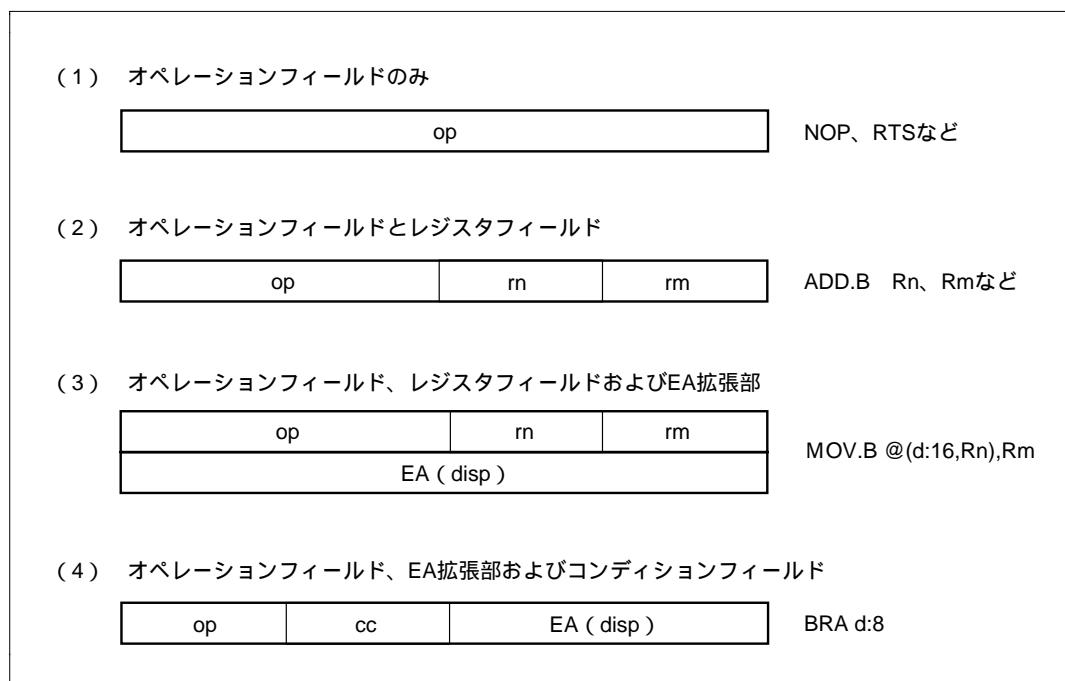 (1) オペレーションフィールドのみ
op
NOP、RTSなど
(2) オペレーションフィールドとレジスタフィールド
op rn rm
ADD.B Rn、Rmなど
(3) オペレーションフィールド、レジスタフィールドおよびEA拡張部
op rn rm
EA(disp)
MOV.B @(d:16,Rn),Rm
(4) オペレーションフィールド、EA拡張部およびコンディションフィールド
op cc EA(disp)
BRA d:8